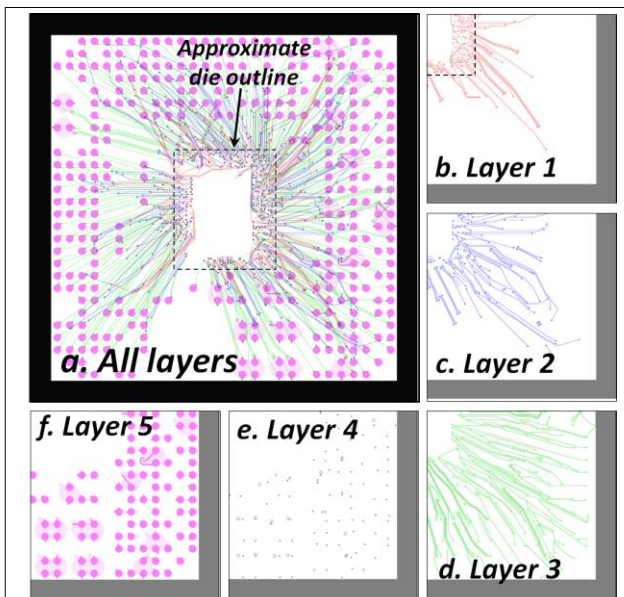 Approximate
die outline
a. All layers
b. Layer 1
c. Layer 2
f. Layer 5
e. Layer 4
d. Layer 3